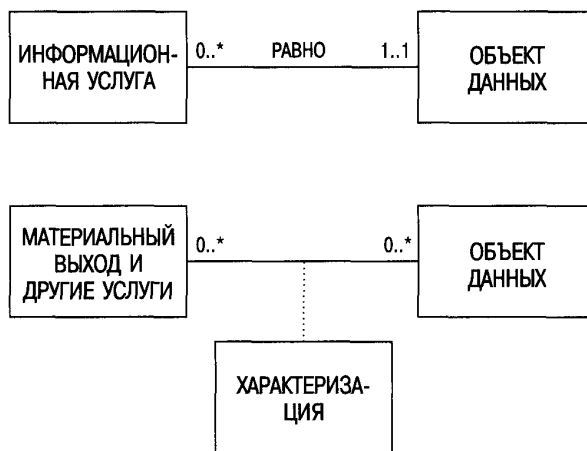 ИНФОРМАЦИОН-
НАЯ УСЛУГА
0..*
РАВНО
1..1
ОБЪЕКТ
ДАННЫХ
МАТЕРИАЛЬНЫЙ
ВЫХОД И
ДРУГИЕ УСЛУГИ
0..*
0..*
ОБЪЕКТ
ДАННЫХ
ХАРАКТЕРИЗА-
ЦИЯ